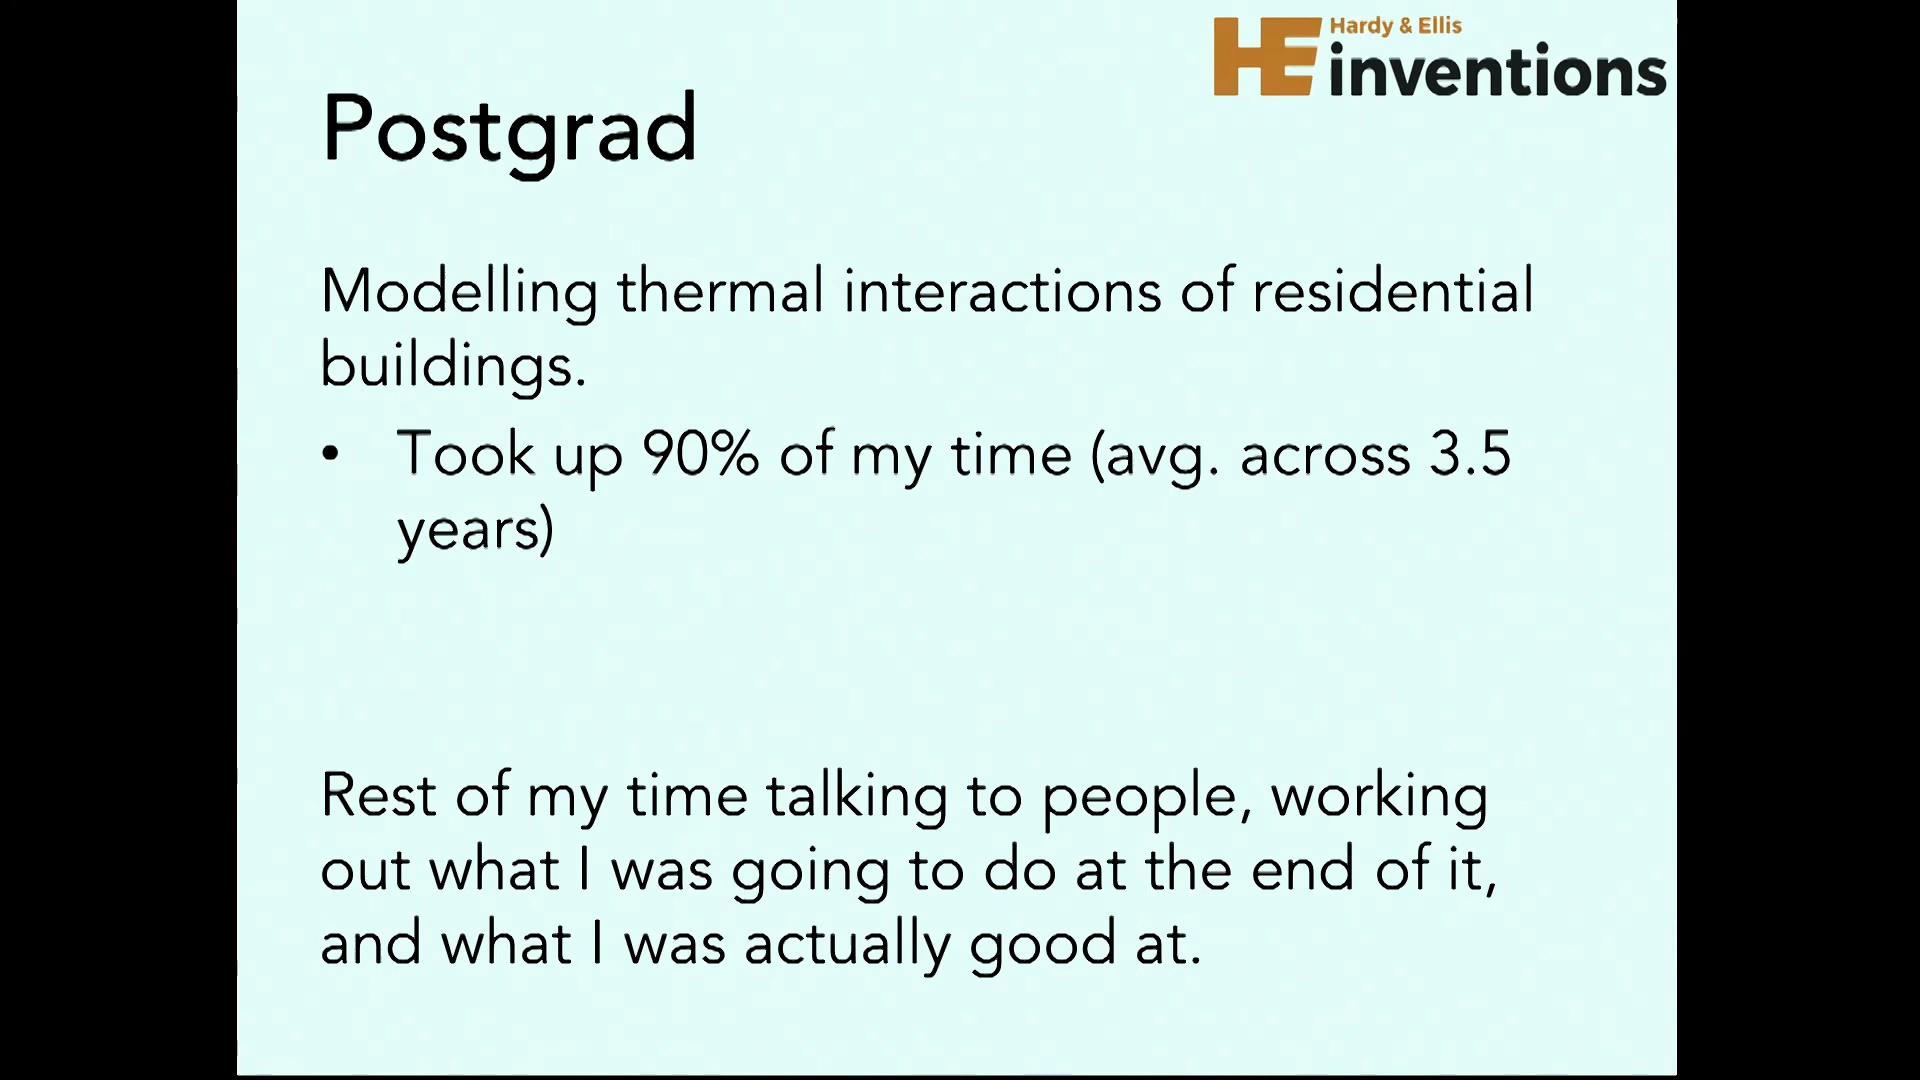 Hardy & Ellis
HE inventions
Postgrad
Modelling thermal interactions of residential
buildings.
• Took up 90% of my time (avg. across 3.5
years)
Rest of my time talking to people, working
out what I was going to do at the end of it,
and what I was actually good at.